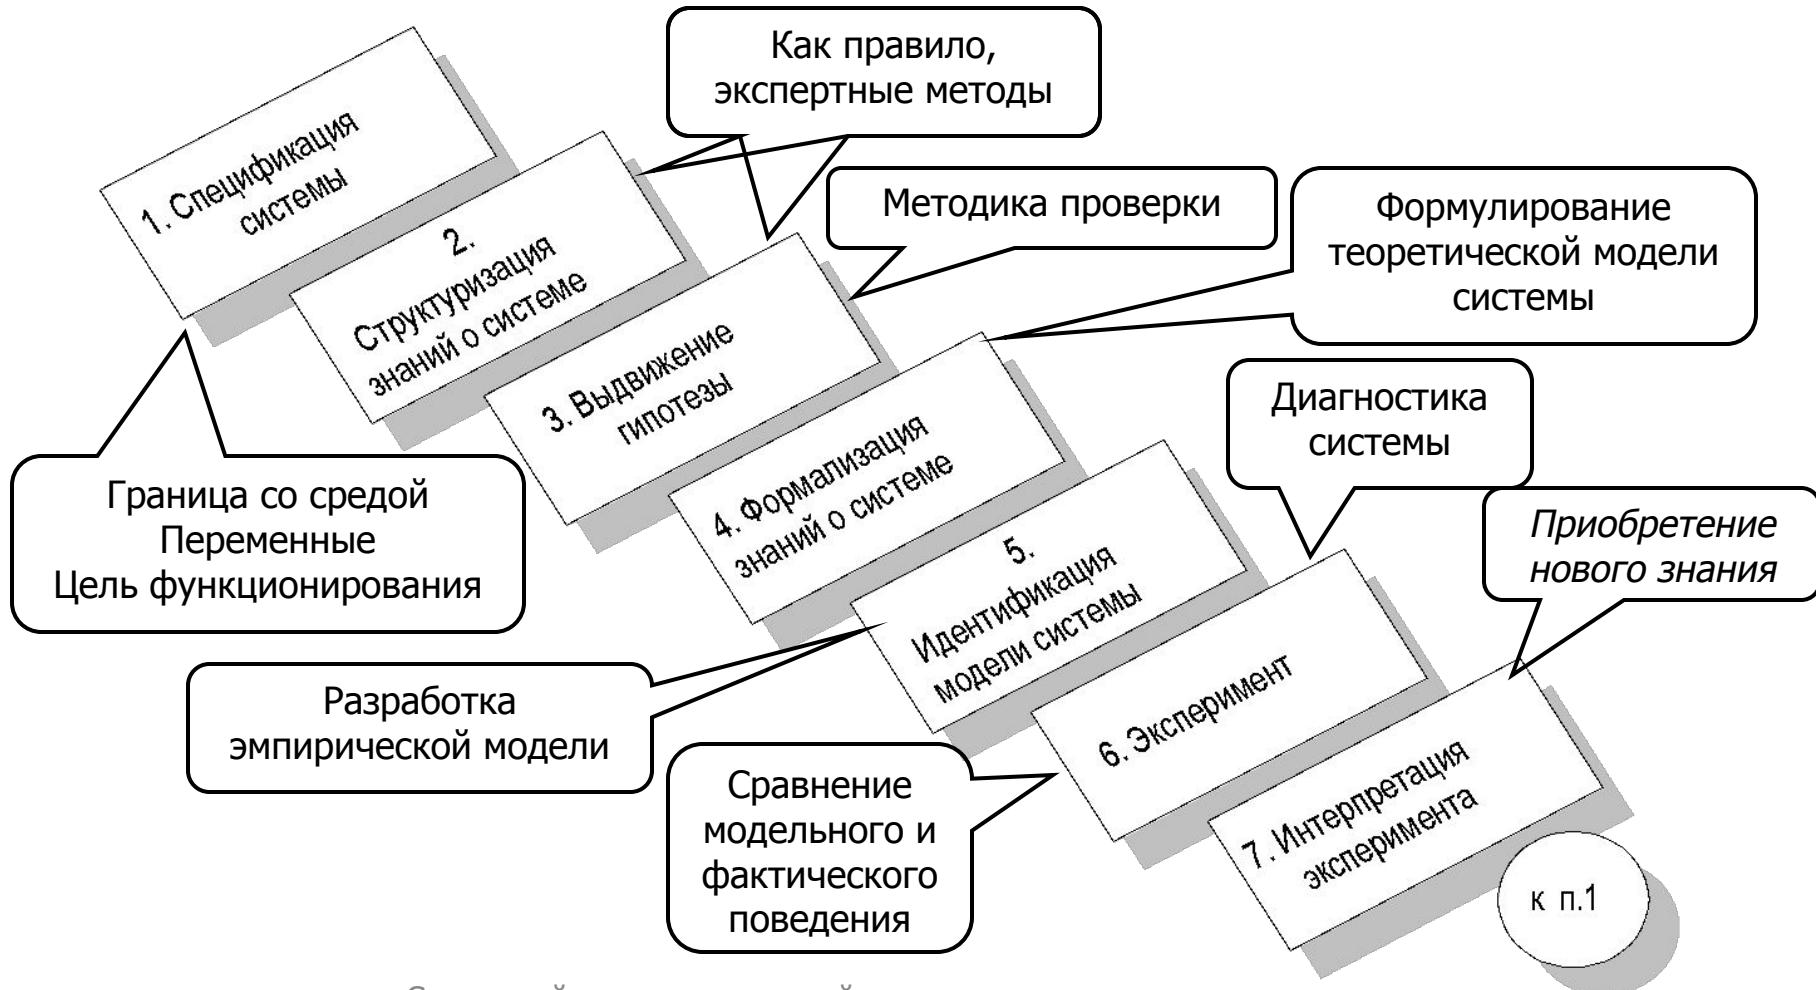 Как правило,
экспертные методы
1. Спецификация
системы
Методика проверки
Формулирование
теоретической модели
системы
2.
Структуризация
знаний о системе
3. Выдвижение
гипотезы
Диагностика
системы
Граница со средой
Переменные
Цель функционирования
4. Формализация
знаний о системе
Приобретение
нового знания
5.
Идентификация
модели системы
Разработка
эмпирической модели
6. Эксперимент
Сравнение
модельного и
фактического
поведения
7. Интерпретация
эксперимента
к п.1